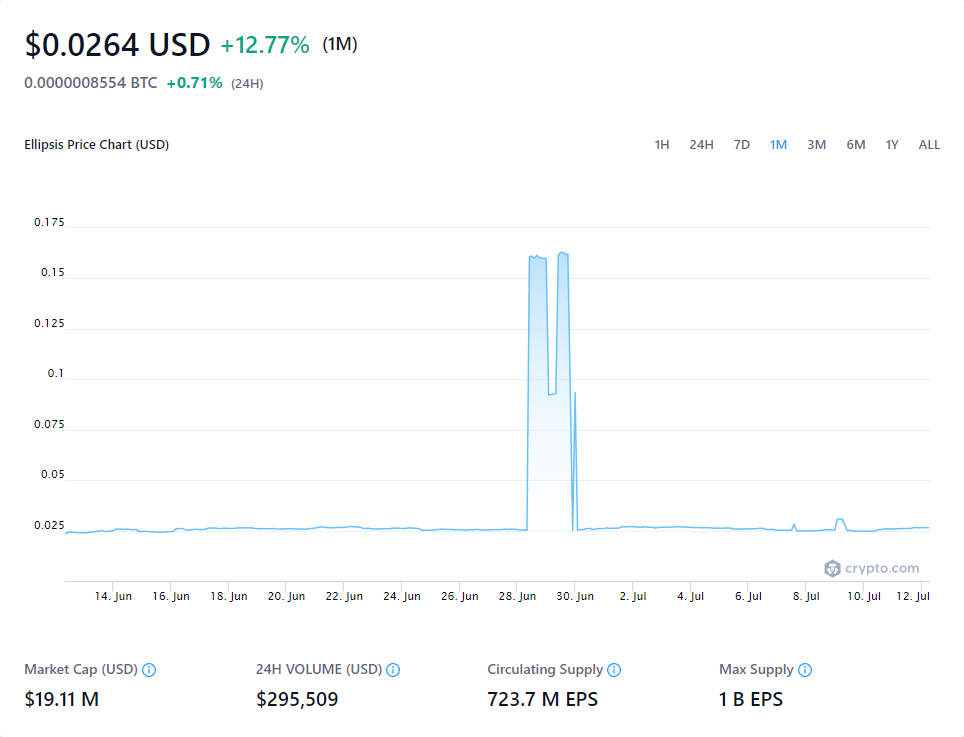 $0.0264 USD +12.77% (1M)
0.0000008554 BTC +0.71% (24H)
Ellipsis Price Chart (USD) 1H 24H 7D 1M 3M 6M 1Y ALL
0.175
0.15
0.125
0.1
0.075
0.05
0.025
crypto.com
14. Jun 16. Jun 18. Jun 20. Jun 22. Jun 24. Jun 26. Jun 28. Jun 30. Jun 2. Jul 4. Jul 6. Jul 8. Jul 10. Jul 12. Jul
Market Cap (USD) 24H VOLUME (USD) Circulating Supply Max Supply
$19.11 M $295,509 723.7 M EPS 1 B EPS